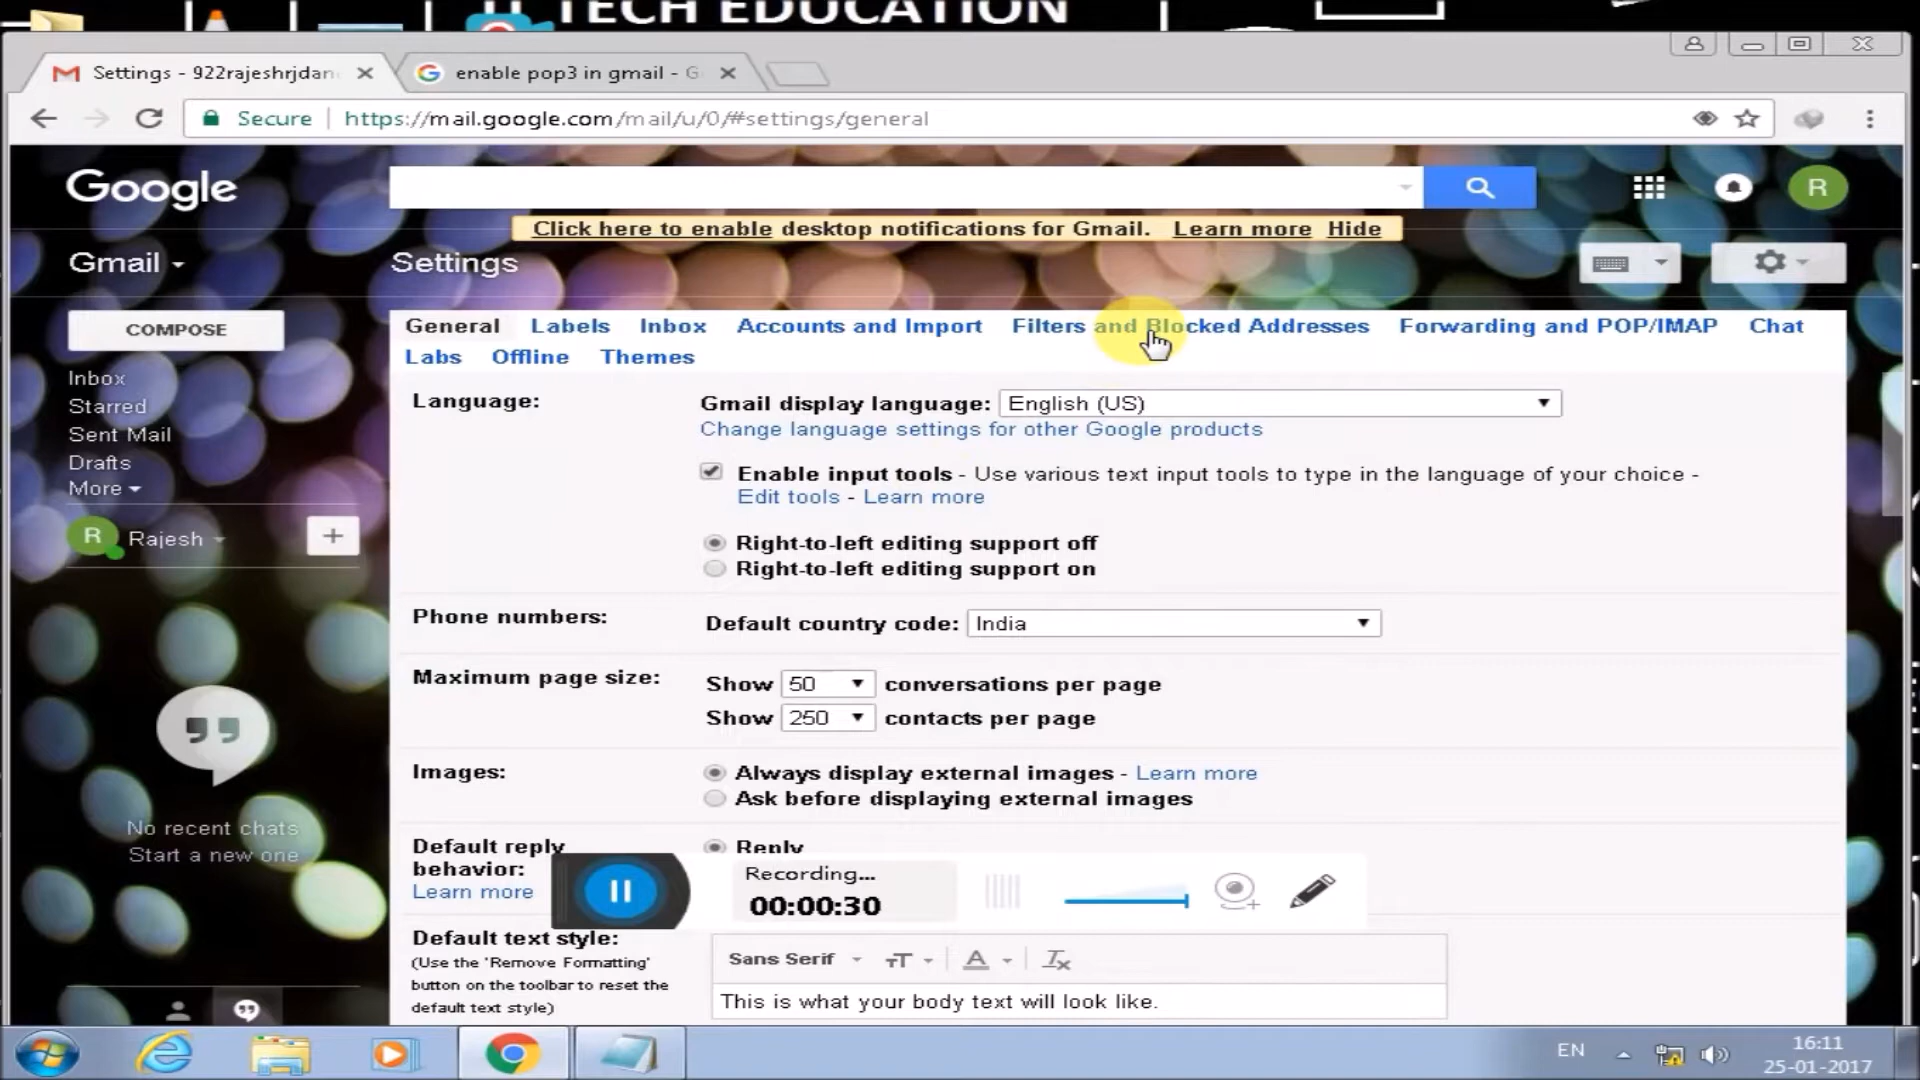 TECH EDUCATION
Settings - 922rajeshrjdan
enable pop3 in gmail - G
Secure
https://mail.google.com/mail/u/0/#settings/general
Google
R
Click here to enable desktop notifications for Gmail. Learn more Hide
Gmail
Settings
COMPOSE
General Labels Inbox Accounts and Import Filters and Blocked Addresses Forwarding and POP/IMAP Chat
Labs Offline Themes
Inbox
Starred
Sent Mail
Drafts
More
R Rajesh
+
No recent chats
Start a new one
Language:
Gmail display language: English (US)
Change language settings for other Google products
Enable input tools - Use various text input tools to type in the language of your choice -
Edit tools - Learn more
Right-to-left editing support off
Right-to-left editing support on
Phone numbers:
Default country code: India
Maximum page size:
Show 50 conversations per page
Show 250 contacts per page
Images:
Always display external images - Learn more
Ask before displaying external images
Default reply
behavior:
Learn more
Reply
Recording...
00:00:30
Default text style:
(Use the 'Remove Formatting'
button on the toolbar to reset the
default text style)
Sans Serif
This is what your body text will look like.
EN
16:11
25-01-2017